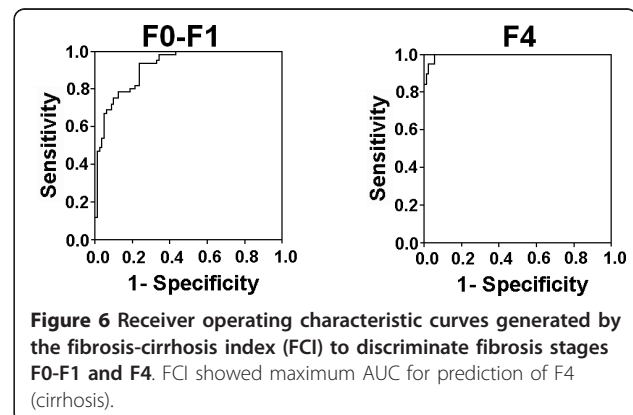 F0-F1
F4
Sensitivity
1.0
0.8
0.6
0.4
0.2
0.0
0.0 0.2 0.4 0.6 0.8 1.0
1- Specificity
Sensitivity
1.0
0.8
0.6
0.4
0.2
0.0
0.0 0.2 0.4 0.6 0.8 1.0
1- Specificity
Figure 6 Receiver operating characteristic curves generated by
the fibrosis-cirrhosis index (FCI) to discriminate fibrosis stages
F0-F1 and F4. FCI showed maximum AUC for prediction of F4
(cirrhosis).